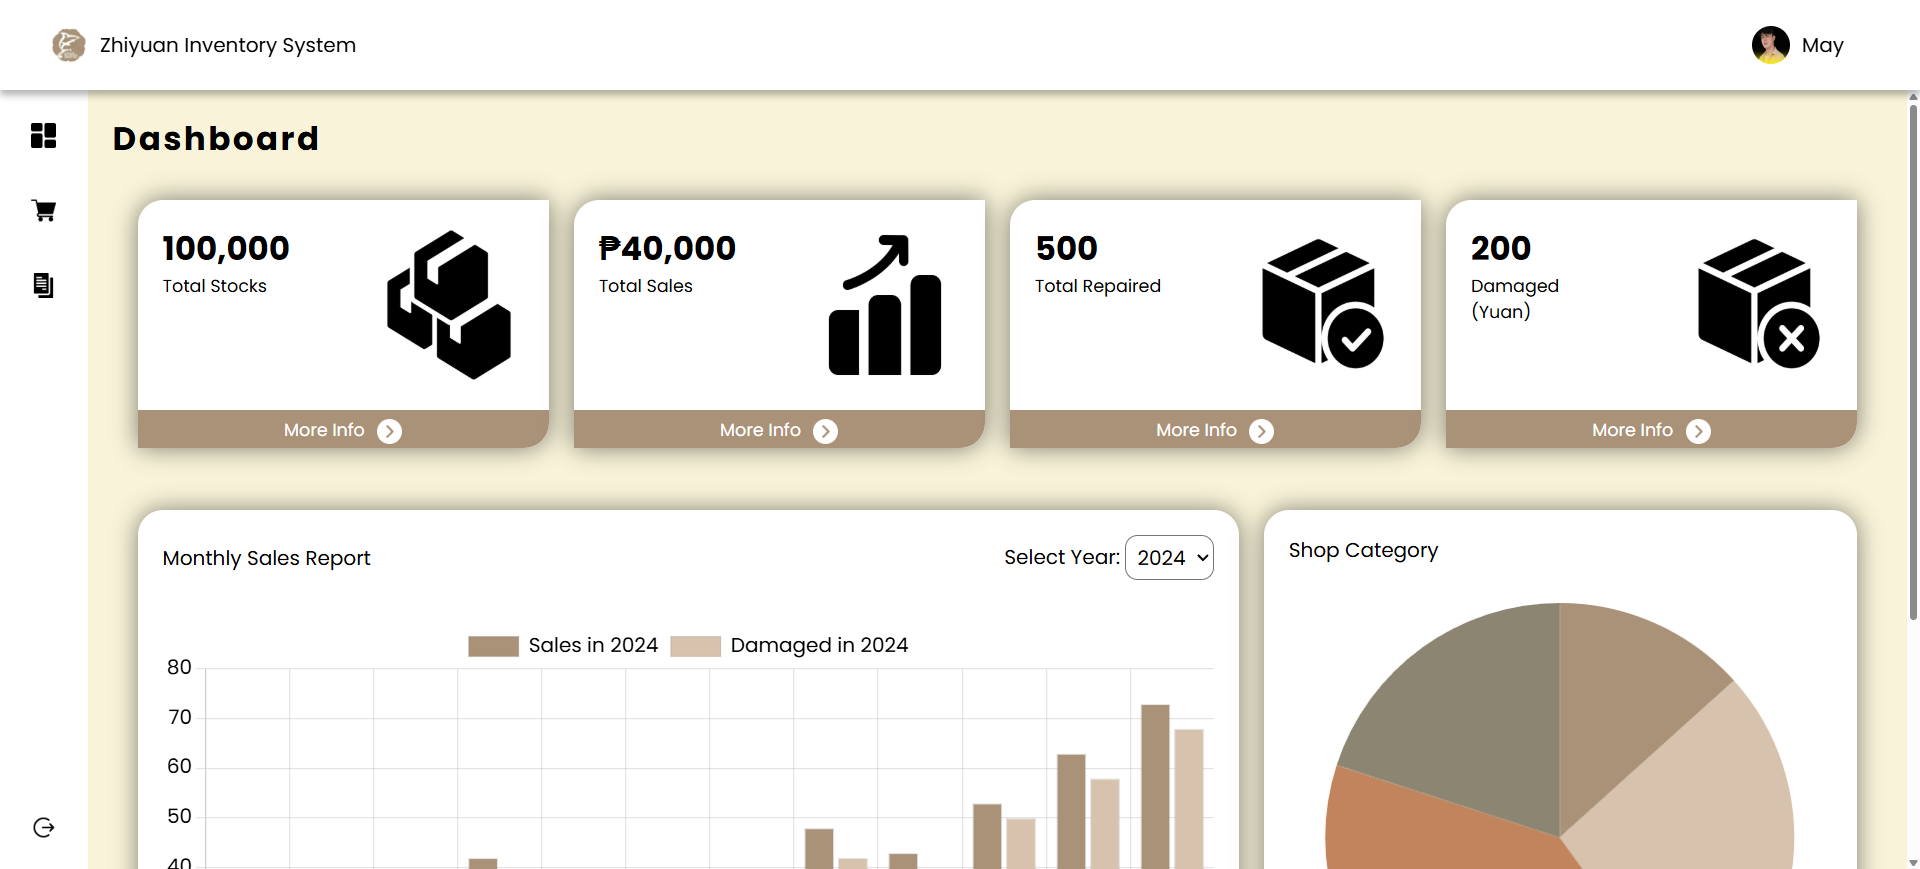 Zhiyuan Inventory System
May
Dashboard
100,000
Total Stocks
More Info
₱40,000
Total Sales
More Info
500
Total Repaired
More Info
200
Damaged
(Yuan)
More Info
Monthly Sales Report
Select Year: 2024
Sales in 2024
Damaged in 2024
80
70
60
50
40
Shop Category